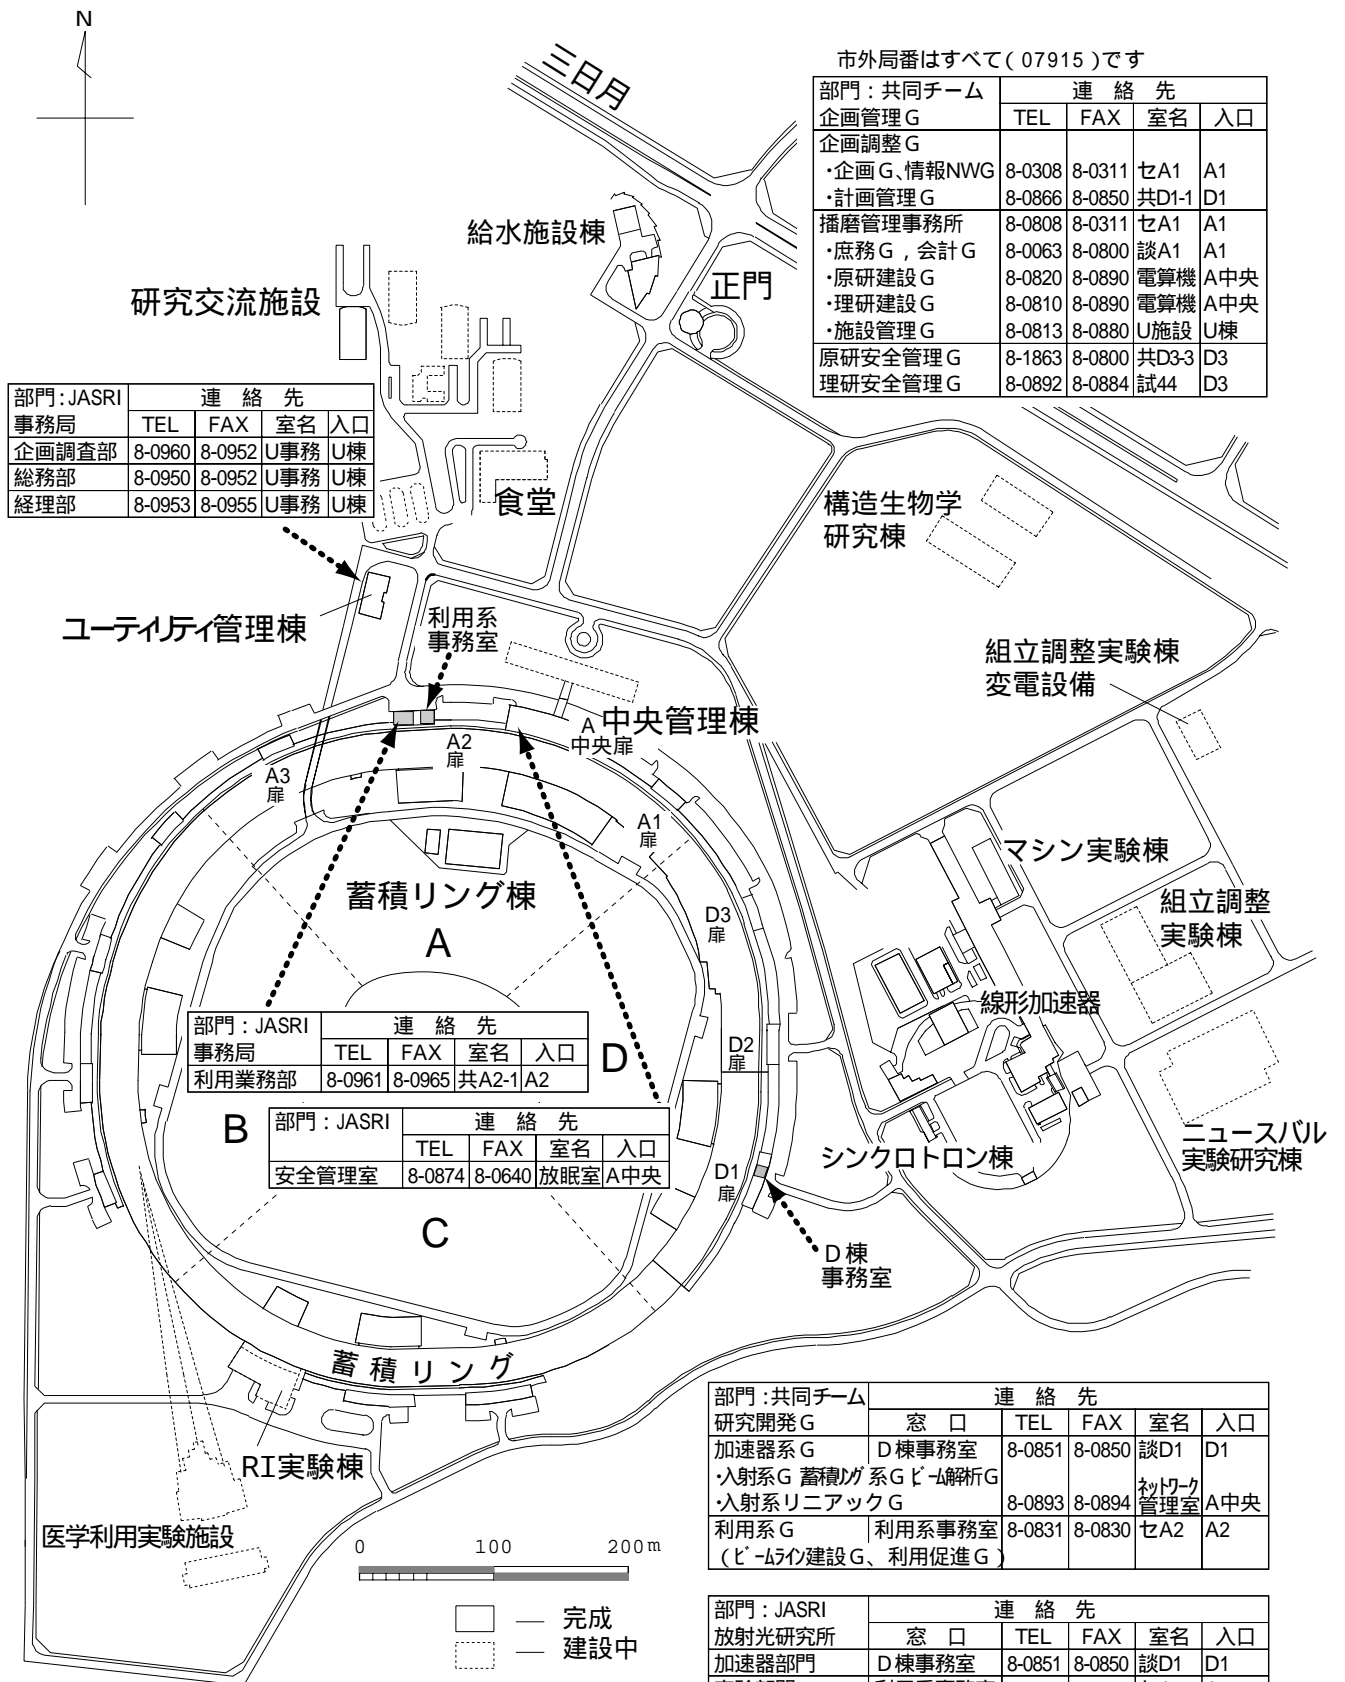 N
三日月
市外局番はすべて(07915)です
部門:共同チーム 連絡先
企画管理G TEL FAX 室名 入口
企画調整G
・企画G、情報NWG 8-0308 8-0311 セA1 A1
・計画管理G 8-0866 8-0850 共D1-1 D1
播磨管理事務所 8-0808 8-0311 セA1 A1
・庶務G,会計G 8-0063 8-0800 談A1 A1
・原研建設G 8-0820 8-0890 電算機 A中央
・理研建設G 8-0810 8-0890 電算機 A中央
・施設管理G 8-0813 8-0880 U施設 U棟
原研安全管理G 8-1863 8-0800 共D3-3 D3
理研安全管理G 8-0892 8-0884 試44 D3
給水施設棟
正門
研究交流施設
部門:JASRI 連絡先
事務局 TEL FAX 室名 入口
企画調査部 8-0960 8-0952 U事務 U棟
総務部 8-0950 8-0952 U事務 U棟
経理部 8-0953 8-0955 U事務 U棟
食堂
構造生物学
研究棟
ユーティリティ管理棟
利用系
事務室
組立調整実験棟
変電設備
中央管理棟
A
中央扉
A2
扉
A3
扉
A1
扉
マシン実験棟
蓄積リング棟
A
D3
扉
組立調整
実験棟
線形加速器
部門:JASRI 連絡先
事務局 TEL FAX 室名 入口
利用業務部 8-0961 8-0965 共A2-1 A2
D
D2
扉
B
部門:JASRI 連絡先
TEL FAX 室名 入口
安全管理室 8-0874 8-0640 放眠室 A中央
シンクロトロン棟
ニュースバル
実験研究棟
D1
扉
C
D棟
事務室
蓄積リング
RI実験棟
医学利用実験施設
0 100 200m
完成
建設中
部門:共同チーム 連絡先
研究開発G 窓口 TEL FAX 室名 入口
加速器系G D棟事務室 8-0851 8-0850 談D1 D1
・入射系G 蓄積リング系G ビーム解析G
・入射系リニアックG 8-0893 8-0894 ネットワーク管理室 A中央
利用系G 利用系事務室 8-0831 8-0830 セA2 A2
(ビームライン建設G、利用促進G)
部門:JASRI 連絡先
放射光研究所 窓口 TEL FAX 室名 入口
加速器部門 D棟事務室 8-0851 8-0850 談D1 D1